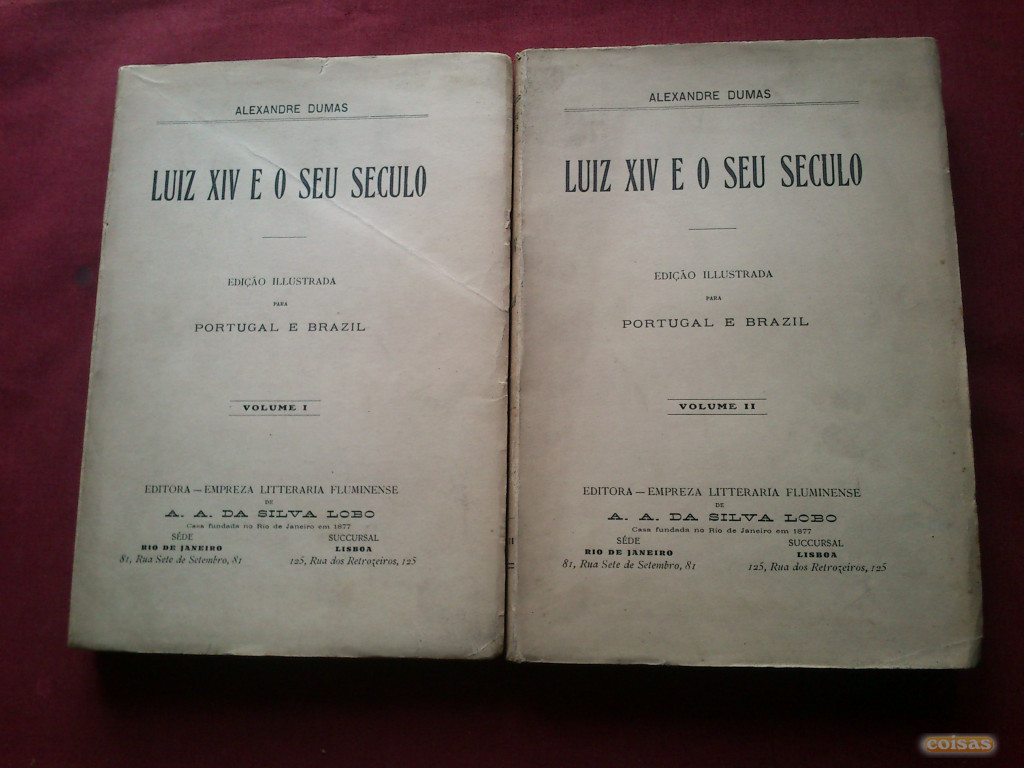 ALEXANDRE DUMAS
LUIZ XIV E O SEU SECULO
EDIÇÃO ILLUSTRADA
PARA
PORTUGAL E BRAZIL
VOLUME I
EDITORA — EMPREZA LITTERARIA FLUMINENSE
DE
A. A. DA SILVA LOBO
Casa fundada no Rio de Janeiro em 1877
SÉDE
RIO DE JANEIRO
81, Rua Sete de Setembro, 81
SUCCURSAL
LISBOA
125, Rua dos Retrozeiros, 125
ALEXANDRE DUMAS
LUIZ XIV E O SEU SECULO
EDIÇÃO ILLUSTRADA
PARA
PORTUGAL E BRAZIL
VOLUME II
EDITORA — EMPREZA LITTERARIA FLUMINENSE
DE
A. A. DA SILVA LOBO
Casa fundada no Rio de Janeiro em 1877
SÉDE
RIO DE JANEIRO
81, Rua Sete de Setembro, 81
SUCCURSAL
LISBOA
125, Rua dos Retrozeiros, 125
coisas